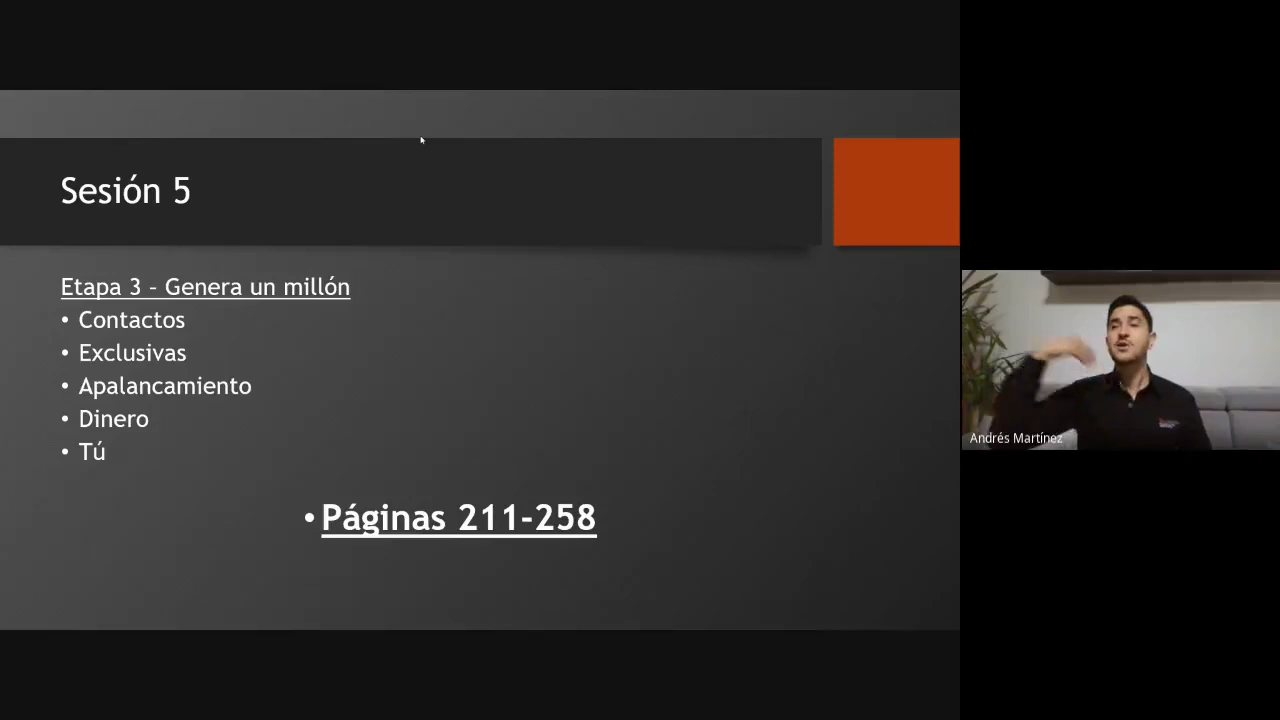 Sesión 5
Etapa 3 – Genera un millón
• Contactos
• Exclusivas
• Apalancamiento
• Dinero
• Tú
• Páginas 211-258
Andrés Martínez